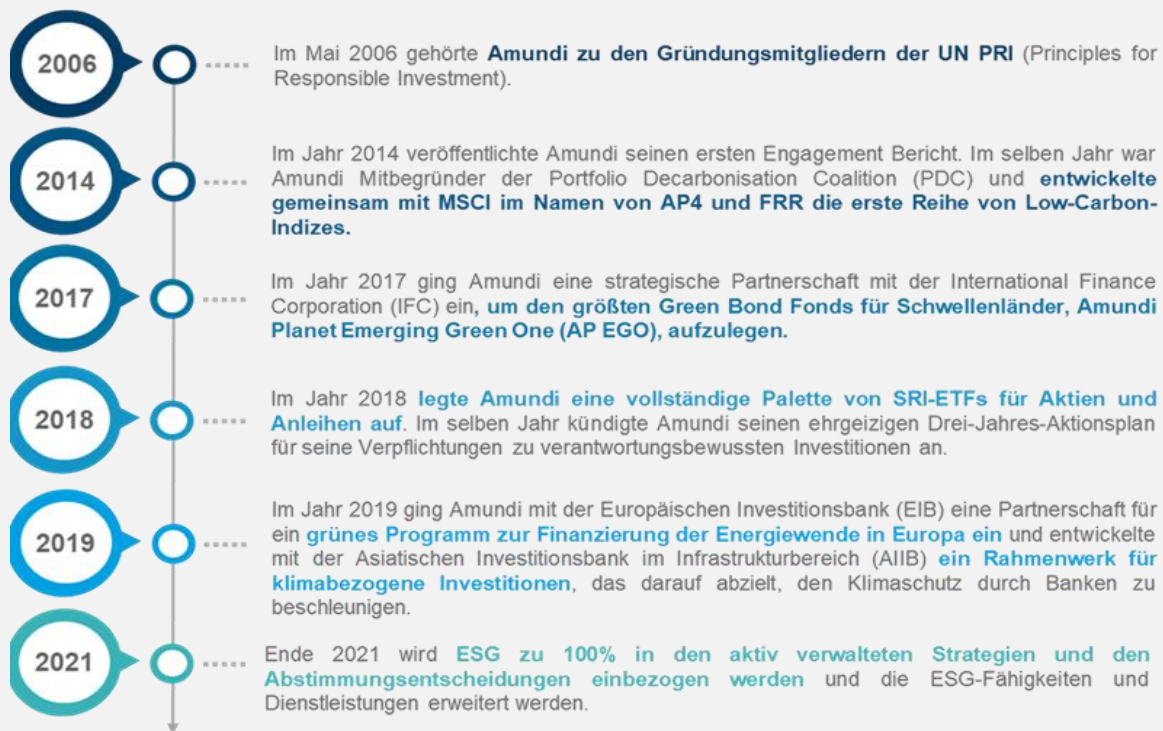 2006
Im Mai 2006 gehörte Amundi zu den Gründungsmitgliedern der UN PRI (Principles for
Responsible Investment).
2014
Im Jahr 2014 veröffentlichte Amundi seinen ersten Engagement Bericht. Im selben Jahr war
Amundi Mitbegründer der Portfolio Decarbonisation Coalition (PDC) und entwickelte
gemeinsam mit MSCI im Namen von AP4 und FRR die erste Reihe von Low-Carbon-
Indizes.
2017
Im Jahr 2017 ging Amundi eine strategische Partnerschaft mit der International Finance
Corporation (IFC) ein, um den größten Green Bond Fonds für Schwellenländer, Amundi
Planet Emerging Green One (AP EGO), aufzulegen.
2018
Im Jahr 2018 legte Amundi eine vollständige Palette von SRI-ETFs für Aktien und
Anleihen auf. Im selben Jahr kündigte Amundi seinen ehrgeizigen Drei-Jahres-Aktionsplan
für seine Verpflichtungen zu verantwortungsbewussten Investitionen an.
2019
Im Jahr 2019 ging Amundi mit der Europäischen Investitionsbank (EIB) eine Partnerschaft für
ein grünes Programm zur Finanzierung der Energiewende in Europa ein und entwickelte
mit der Asiatischen Investitionsbank im Infrastrukturbereich (AIIB) ein Rahmenwerk für
klimabezogene Investitionen, das darauf abzielt, den Klimaschutz durch Banken zu
beschleunigen.
2021
Ende 2021 wird ESG zu 100% in den aktiv verwalteten Strategien und den
Abstimmungsentscheidungen einbezogen werden und die ESG-Fähigkeiten und
Dienstleistungen erweitert werden.